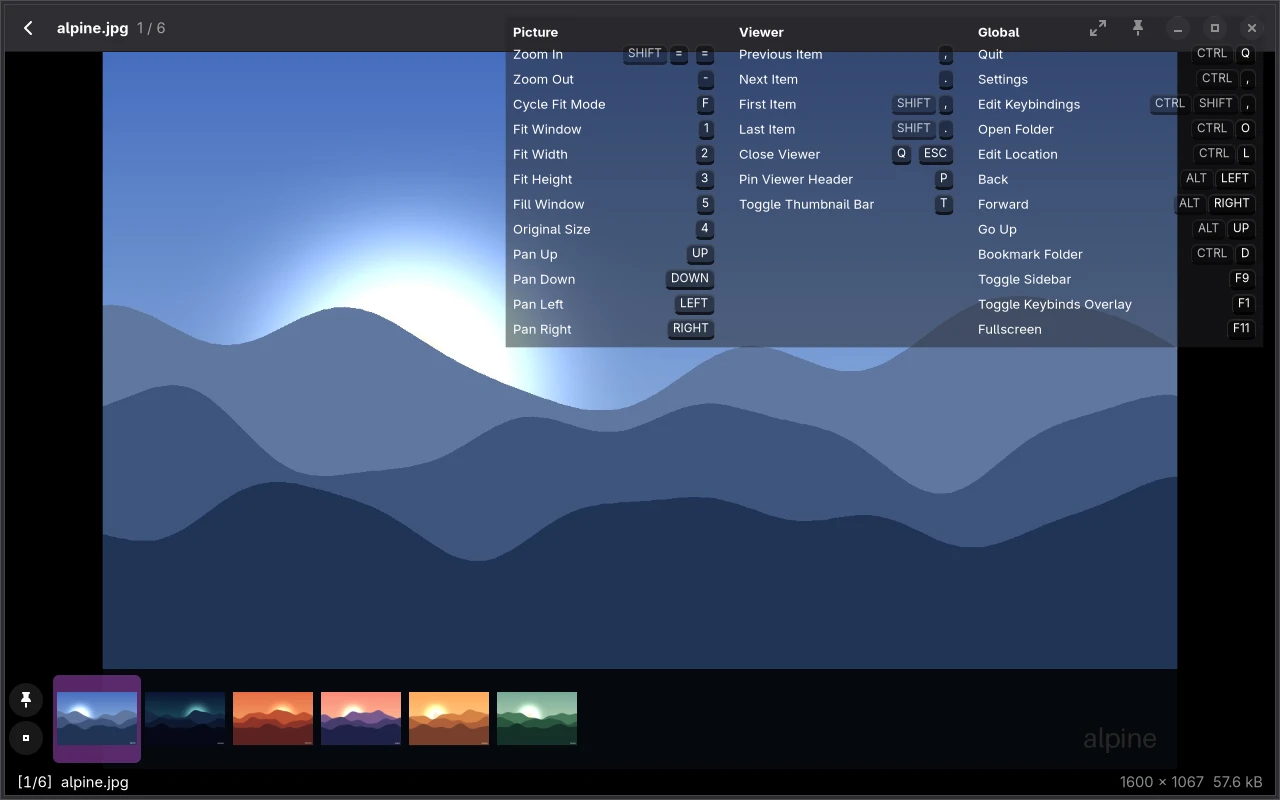 alpine.jpg 1 / 6
Picture Viewer Global
Zoom In SHIFT = = Previous Item , Quit CTRL Q
Zoom Out - Next Item . Settings CTRL ,
Cycle Fit Mode F First Item SHIFT , Edit Keybindings CTRL SHIFT ,
Fit Window 1 Last Item SHIFT . Open Folder CTRL O
Fit Width 2 Close Viewer Q ESC Edit Location CTRL L
Fit Height 3 Pin Viewer Header P Back ALT LEFT
Fill Window 5 Toggle Thumbnail Bar T Forward ALT RIGHT
Original Size 4 Go Up ALT UP
Pan Up UP Bookmark Folder CTRL D
Pan Down DOWN Toggle Sidebar F9
Pan Left LEFT Toggle Keybinds Overlay F1
Pan Right RIGHT Fullscreen F11
alpine
[1/6] alpine.jpg 1600 × 1067 57.6 kB